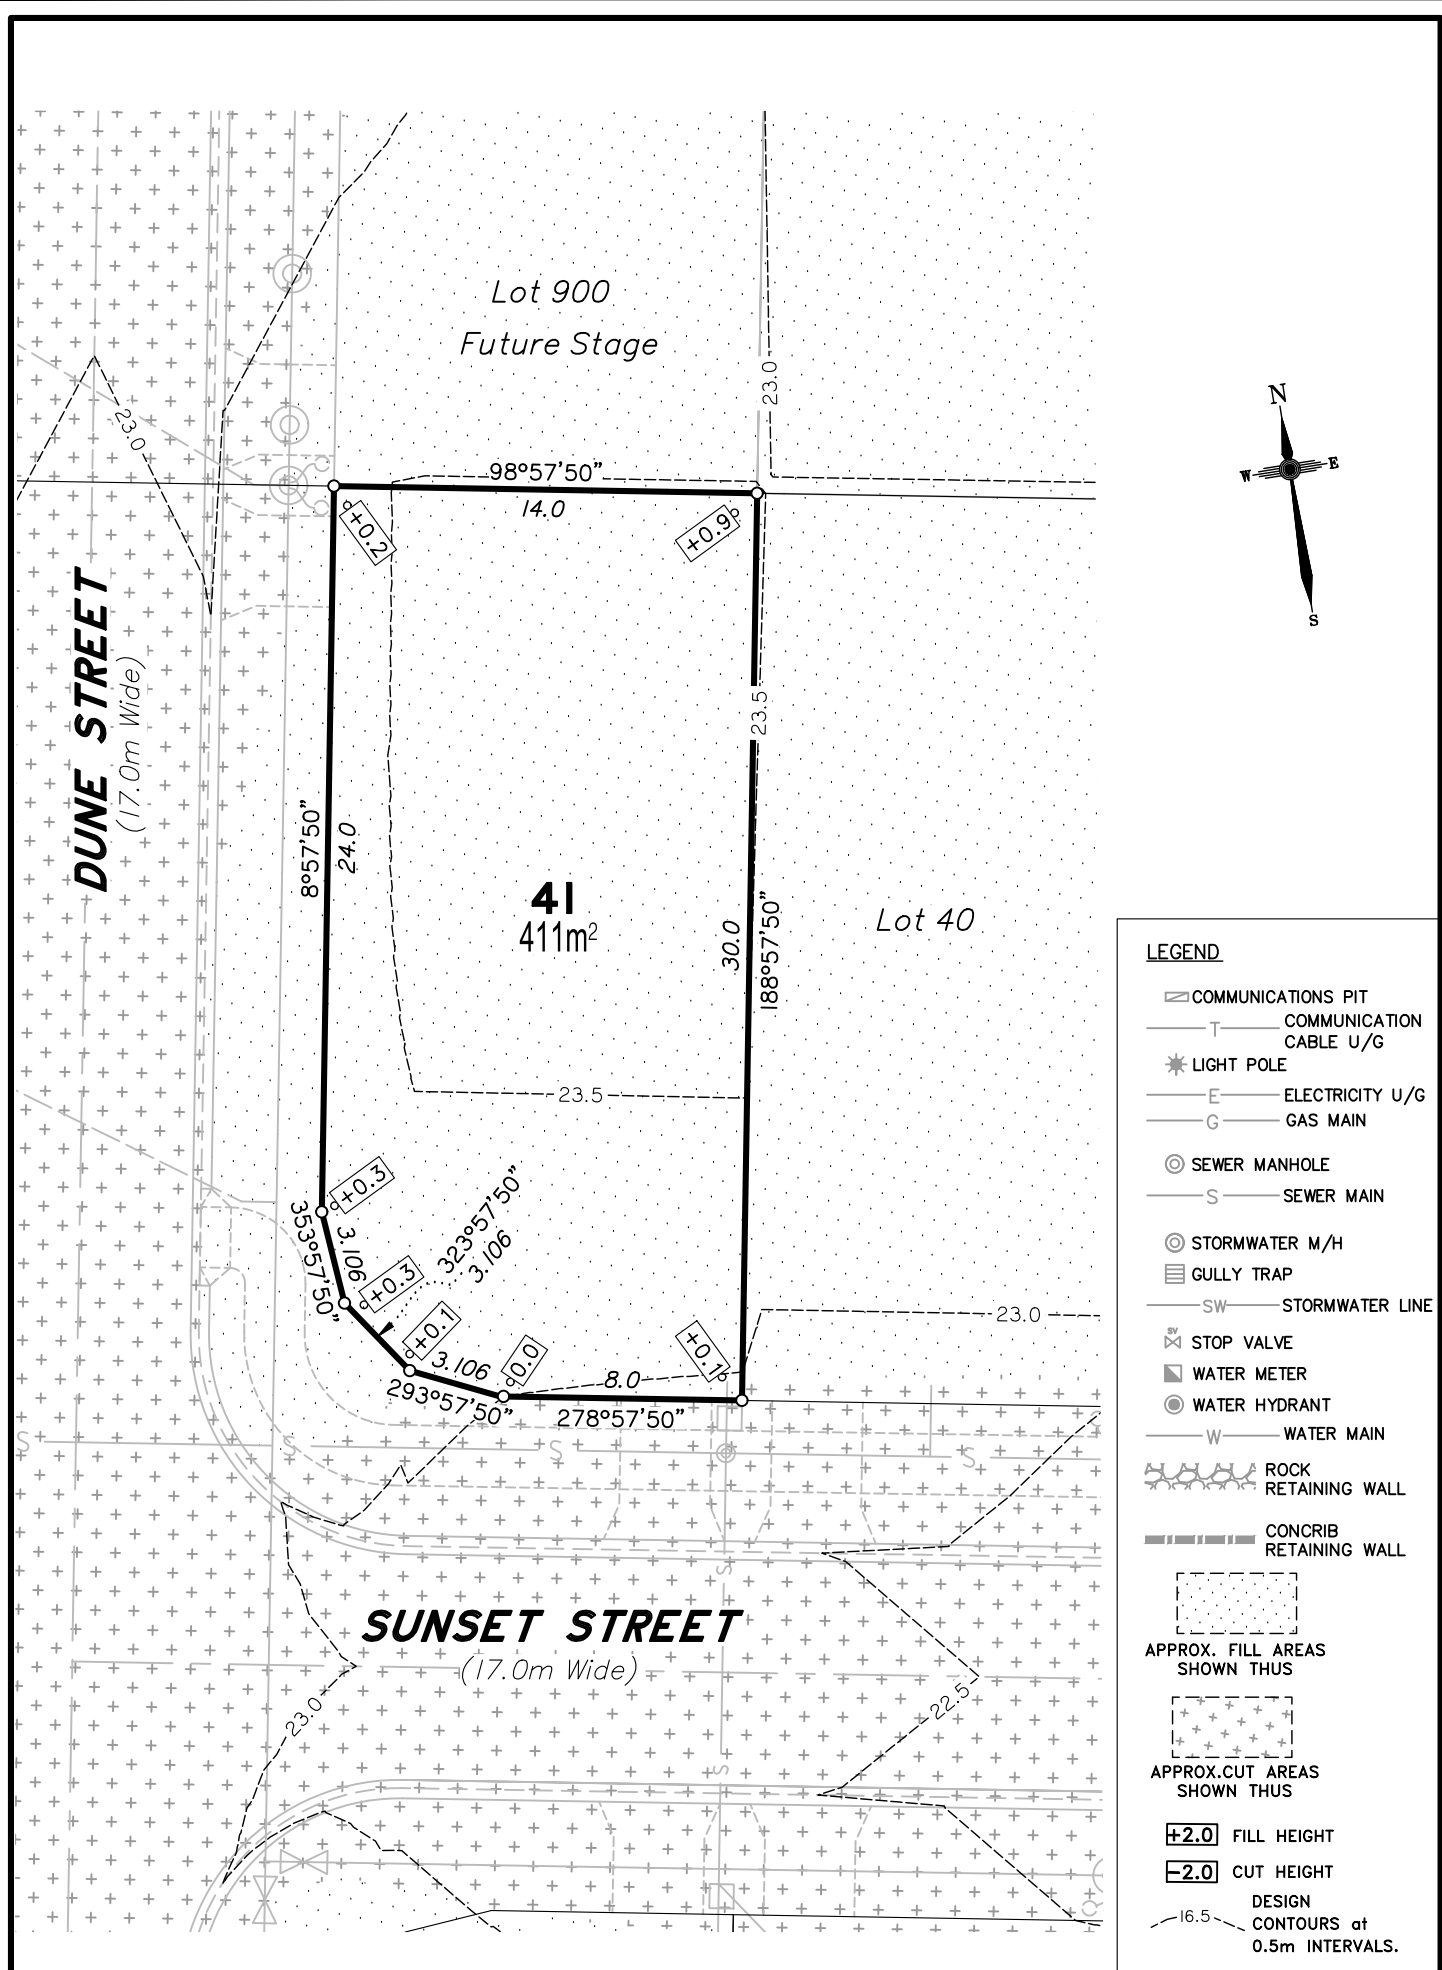 Lot 900
Future Stage
23.0
23.0
98°57'50"
14.0
+0.2
+0.9
DUNE STREET
(17.0m Wide)
8°57'50"
24.0
23.5
41
411m²
30.0
188°57'50"
Lot 40
23.5
+0.3
353°57'50"
3.106
+0.3
323°57'50"
3.106
+0.1
3.106
293°57'50"
0.0
8.0
278°57'50"
+0.1
23.0
S
S
S
S
S
S
SUNSET STREET
(17.0m Wide)
23.0
22.5
N
W
E
S
LEGEND
COMMUNICATIONS PIT
T
COMMUNICATION
CABLE U/G
LIGHT POLE
E
ELECTRICITY U/G
G
GAS MAIN
SEWER MANHOLE
S
SEWER MAIN
STORMWATER M/H
GULLY TRAP
SW
STORMWATER LINE
SV
STOP VALVE
WATER METER
WATER HYDRANT
W
WATER MAIN
ROCK
RETAINING WALL
CONCRIB
RETAINING WALL
APPROX. FILL AREAS
SHOWN THUS
APPROX.CUT AREAS
SHOWN THUS
+2.0 FILL HEIGHT
-2.0 CUT HEIGHT
16.5
DESIGN
CONTOURS at
0.5m INTERVALS.